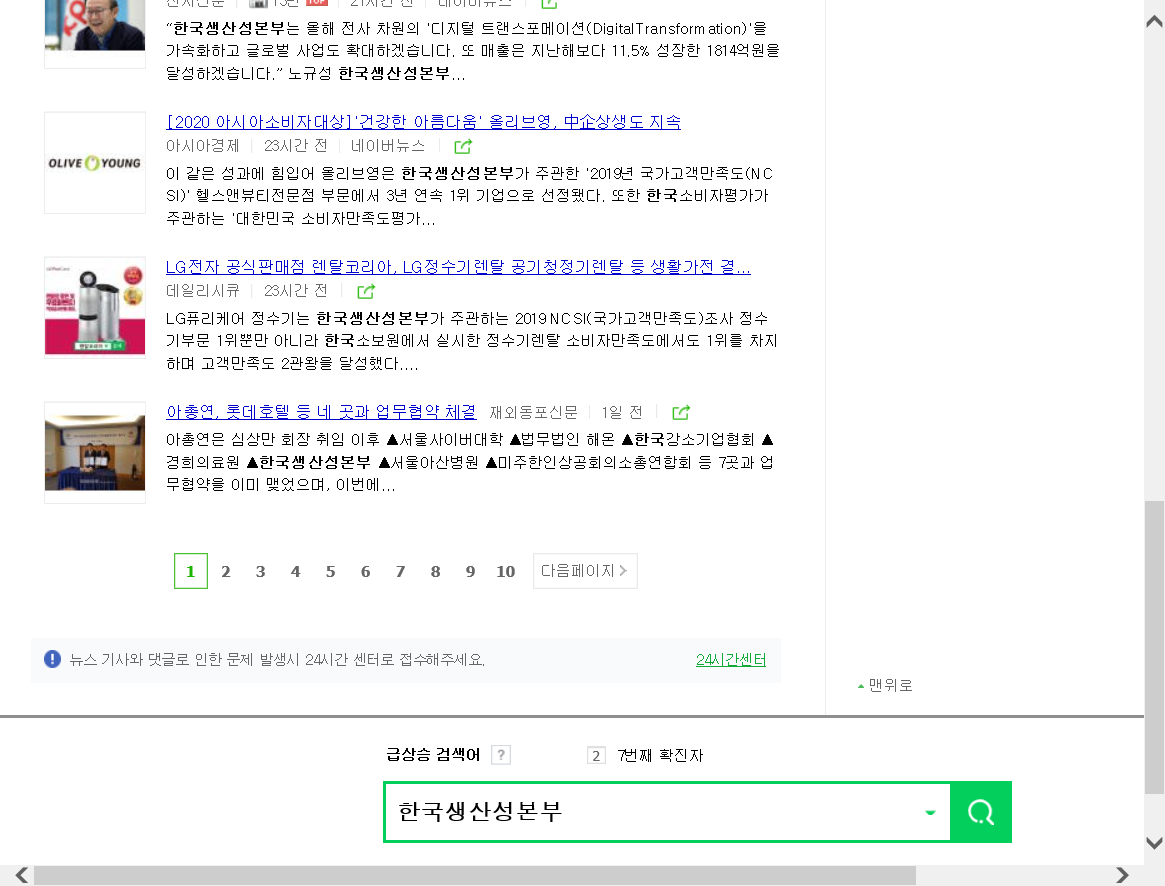 전자신문 13면 TOP 21시간 전 네이버뉴스
“한국생산성본부는 올해 전사 차원의 '디지털 트랜스포메이션(Digital Transformation)'을
가속화하고 글로벌 사업도 확대하겠습니다. 또 매출은 지난해보다 11.5% 성장한 1814억원을
달성하겠습니다.” 노규성 한국생산성본부...
OLIVE YOUNG
[2020 아시아소비자대상]'건강한 아름다움' 올리브영, 中企상생도 지속
아시아경제 23시간 전 네이버뉴스
이 같은 성과에 힘입어 올리브영은 한국생산성본부가 주관한 '2019년 국가고객만족도(NC
SI)' 헬스앤뷰티전문점 부문에서 3년 연속 1위 기업으로 선정됐다. 또한 한국소비자평가가
주관하는 '대한민국 소비자만족도평가...
LG전자 공식판매점 렌탈코리아, LG정수기렌탈 공기청정기렌탈 등 생활가전 결...
데일리시큐 23시간 전
LG퓨리케어 정수기는 한국생산성본부가 주관하는 2019 NCSI(국가고객만족도)조사 정수
기부문 1위뿐만 아니라 한국소보원에서 실시한 정수기렌탈 소비자만족도에서도 1위를 차지
하며 고객만족도 2관왕을 달성했다....
아총연, 롯데호텔 등 네 곳과 업무협약 체결 재외동포신문 1일 전
아총연은 심상만 회장 취임 이후 ▲서울사이버대학 ▲법무법인 해온 ▲한국강소기업협회 ▲
경희의료원 ▲한국생산성본부 ▲서울아산병원 ▲미주한인상공회의소총연합회 등 7곳과 업
무협약을 이미 맺었으며, 이번에...
1 2 3 4 5 6 7 8 9 10 다음페이지
뉴스 기사와 댓글로 인한 문제 발생시 24시간 센터로 접수해주세요. 24시간센터
맨위로
급상승 검색어 ? 2 7번째 확진자
한국생산성본부